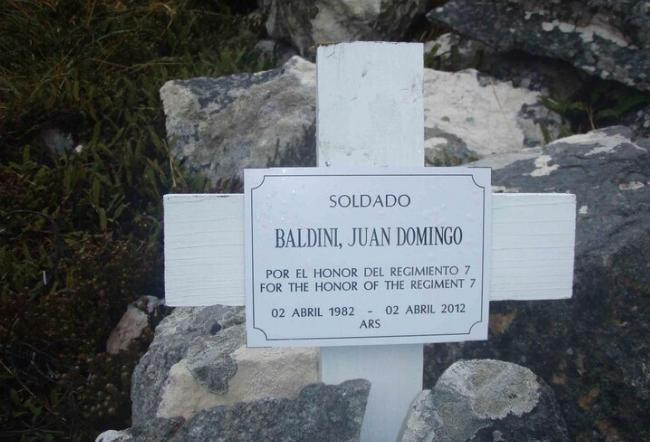 SOLDADO
BALDINI, JUAN DOMINGO
POR EL HONOR DEL REGIMIENTO 7
FOR THE HONOR OF THE REGIMENT 7
02 ABRIL 1982 - 02 ABRIL 2012
ARS